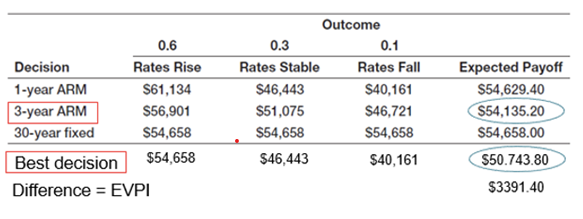 Outcome
0.6 0.3 0.1
Decision Rates Rise Rates Stable Rates Fall Expected Payoff
1-year ARM $61,134 $46,443 $40,161 $54,629.40
3-year ARM $56,901 $51,075 $46,721 $54,135.20
30-year fixed $54,658 $54,658 $54,658 $54,658.00
Best decision $54,658 $46,443 $40,161 $50.743.80
Difference = EVPI $3391.40